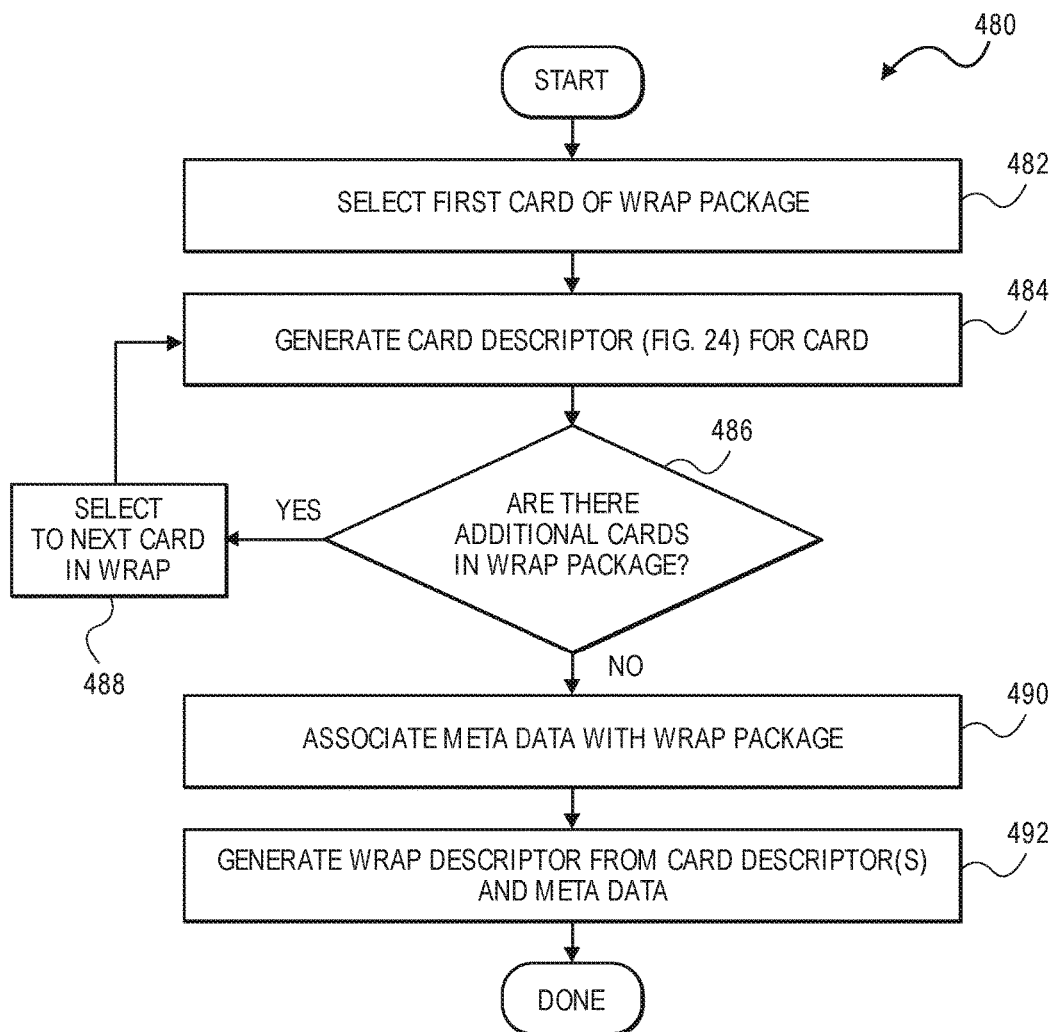 480
START
482
SELECT FIRST CARD OF WRAP PACKAGE
484
GENERATE CARD DESCRIPTOR (FIG. 24) FOR CARD
486
ARE THERE
ADDITIONAL CARDS
IN WRAP PACKAGE?
YES
SELECT
TO NEXT CARD
IN WRAP
488
NO
490
ASSOCIATE META DATA WITH WRAP PACKAGE
492
GENERATE WRAP DESCRIPTOR FROM CARD DESCRIPTOR(S)
AND META DATA
DONE